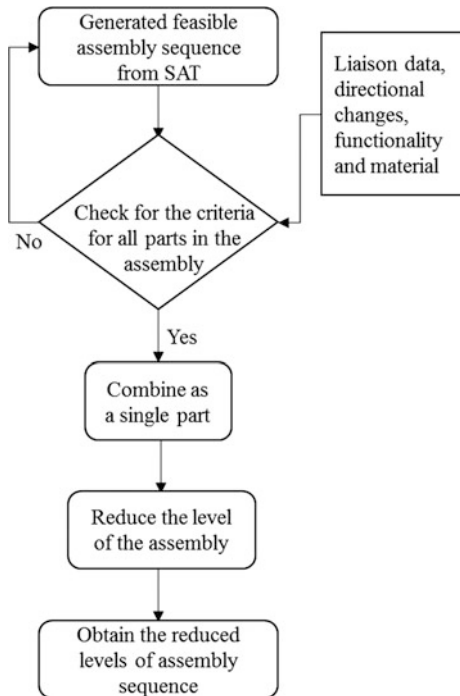 Generated feasible
assembly sequence
from SAT
Liaison data,
directional
changes,
functionality
and material
Check for the criteria
for all parts in the
assembly
No
Yes
Combine as
a single part
Reduce the level
of the assembly
Obtain the reduced
levels of assembly
sequence